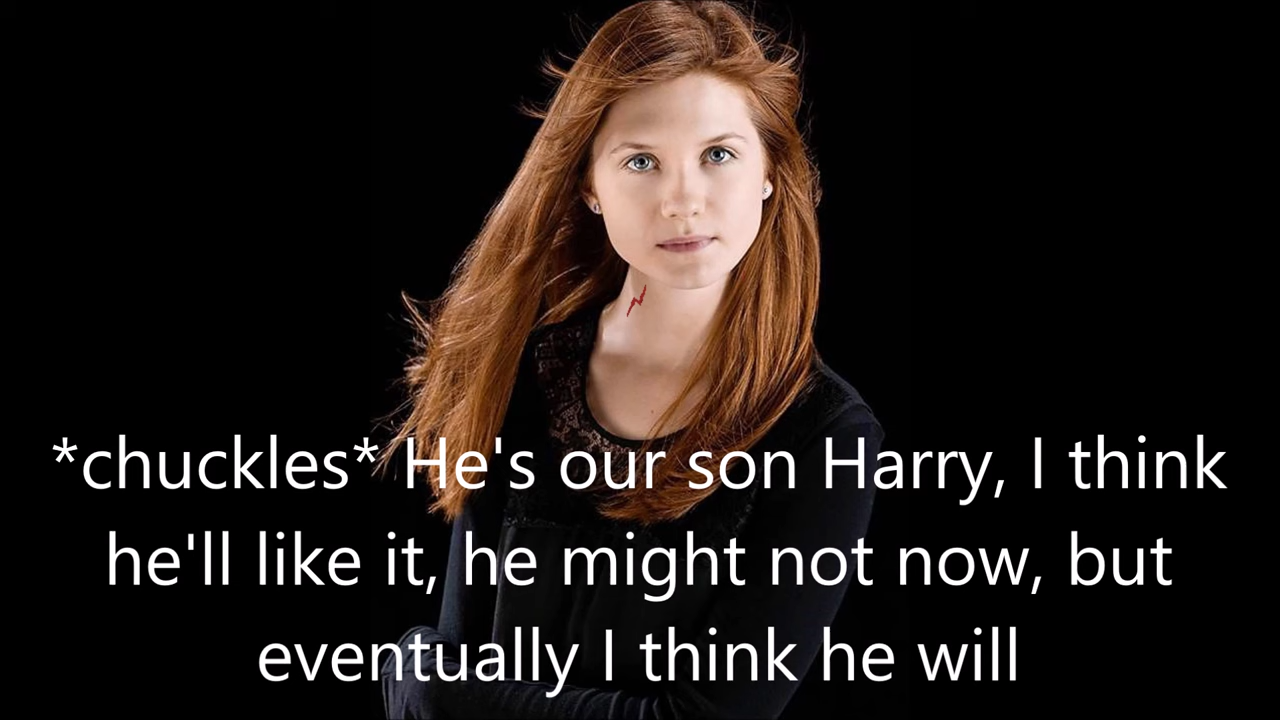 *chuckles* He's our son Harry, I think
he'll like it, he might not now, but
eventually I think he will